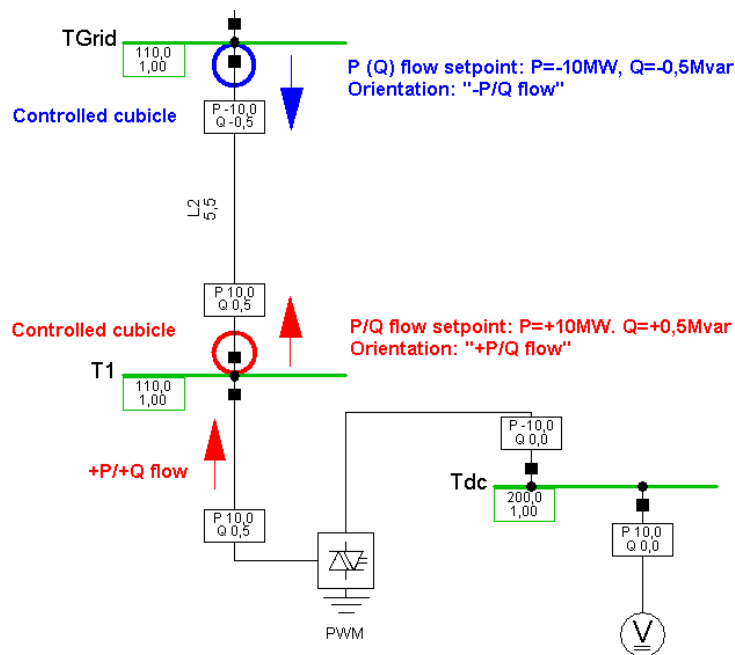 TGrid
110,0
1,00
P (Q) flow setpoint: P=-10MW, Q=-0,5Mvar
Orientation: "-P/Q flow"
Controlled cubicle
P -10,0
Q -0,5
L2
5,5
P 10,0
Q 0,5
Controlled cubicle
P/Q flow setpoint: P=+10MW. Q=+0,5Mvar
Orientation: "+P/Q flow"
T1
110,0
1,00
P -10,0
Q 0,0
+P/+Q flow
Tdc
200,0
1,00
P 10,0
Q 0,5
P 10,0
Q 0,0
V
PWM